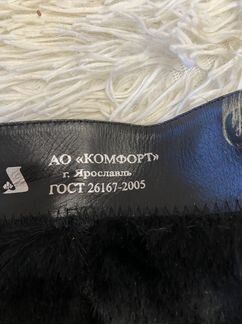 АО «КОМФОРТ»
г. Ярославль
ГОСТ 26167-2005